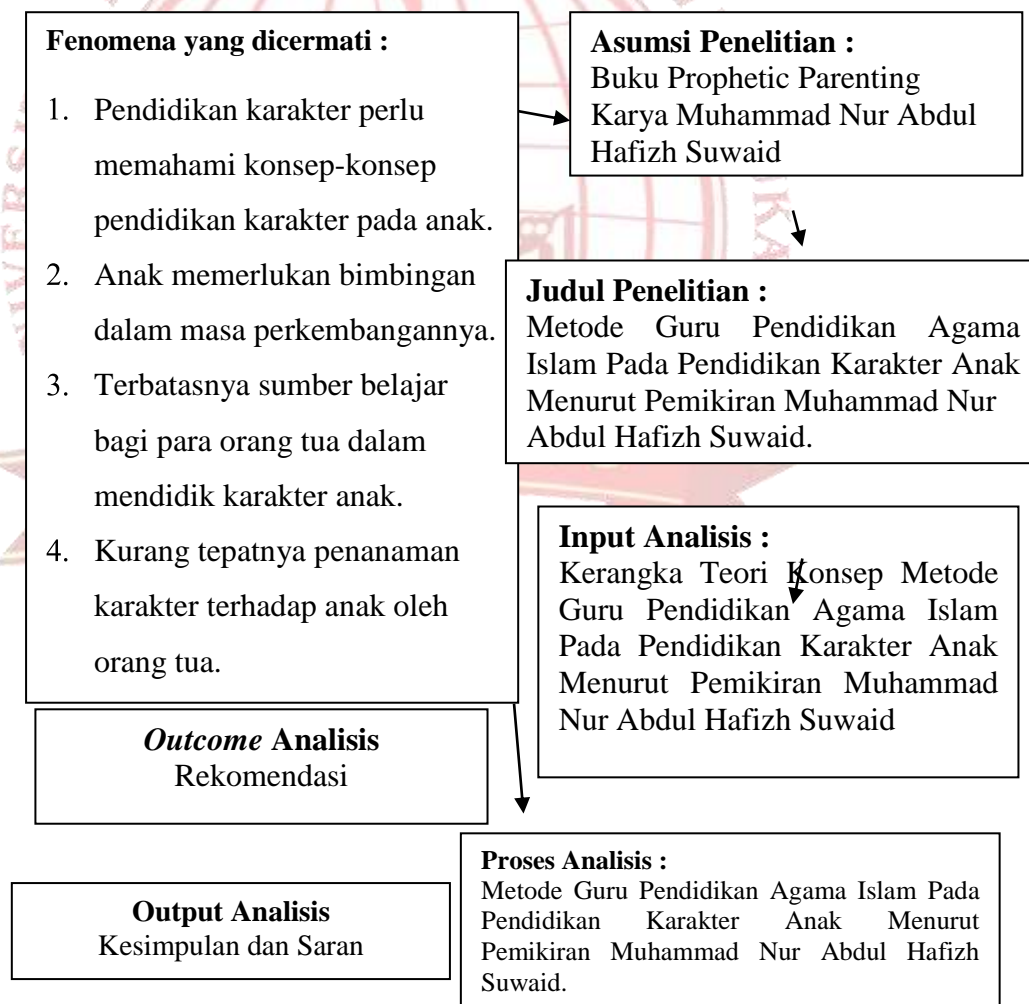 Fenomena yang dicermati :
1. Pendidikan karakter perlu
memahami konsep-konsep
pendidikan karakter pada anak.
2. Anak memerlukan bimbingan
dalam masa perkembangannya.
3. Terbatasnya sumber belajar
bagi para orang tua dalam
mendidik karakter anak.
4. Kurang tepatnya penanaman
karakter terhadap anak oleh
orang tua.
Asumsi Penelitian :
Buku Prophetic Parenting
Karya Muhammad Nur Abdul
Hafizh Suwaid
Judul Penelitian :
Metode Guru Pendidikan Agama
Islam Pada Pendidikan Karakter Anak
Menurut Pemikiran Muhammad Nur
Abdul Hafizh Suwaid.
Input Analisis :
Kerangka Teori Konsep Metode
Guru Pendidikan Agama Islam
Pada Pendidikan Karakter Anak
Menurut Pemikiran Muhammad
Nur Abdul Hafizh Suwaid
Outcome Analisis
Rekomendasi
Proses Analisis :
Metode Guru Pendidikan Agama Islam Pada
Pendidikan Karakter Anak Menurut
Pemikiran Muhammad Nur Abdul Hafizh
Suwaid.
Output Analisis
Kesimpulan dan Saran